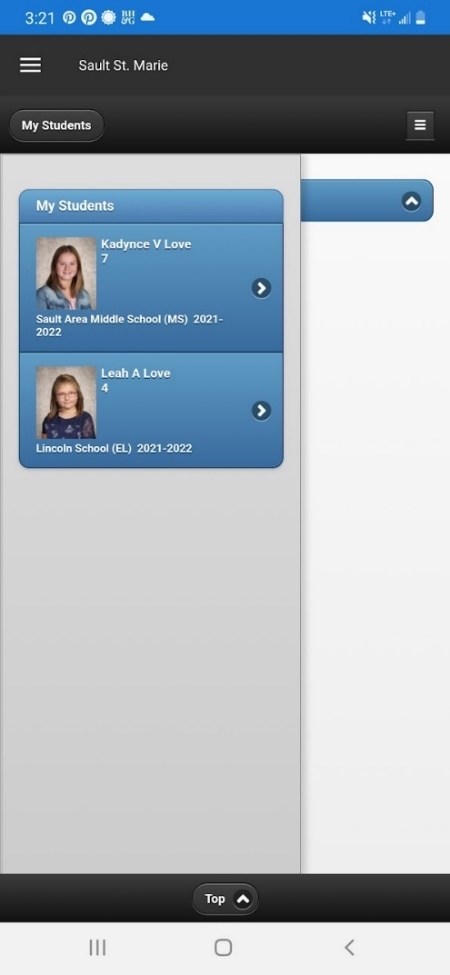 3:21
LTE+
Sault St. Marie
My Students
My Students
Kadynce V Love
7
Sault Area Middle School (MS) 2021-
2022
Leah A Love
4
Lincoln School (EL) 2021-2022
Top